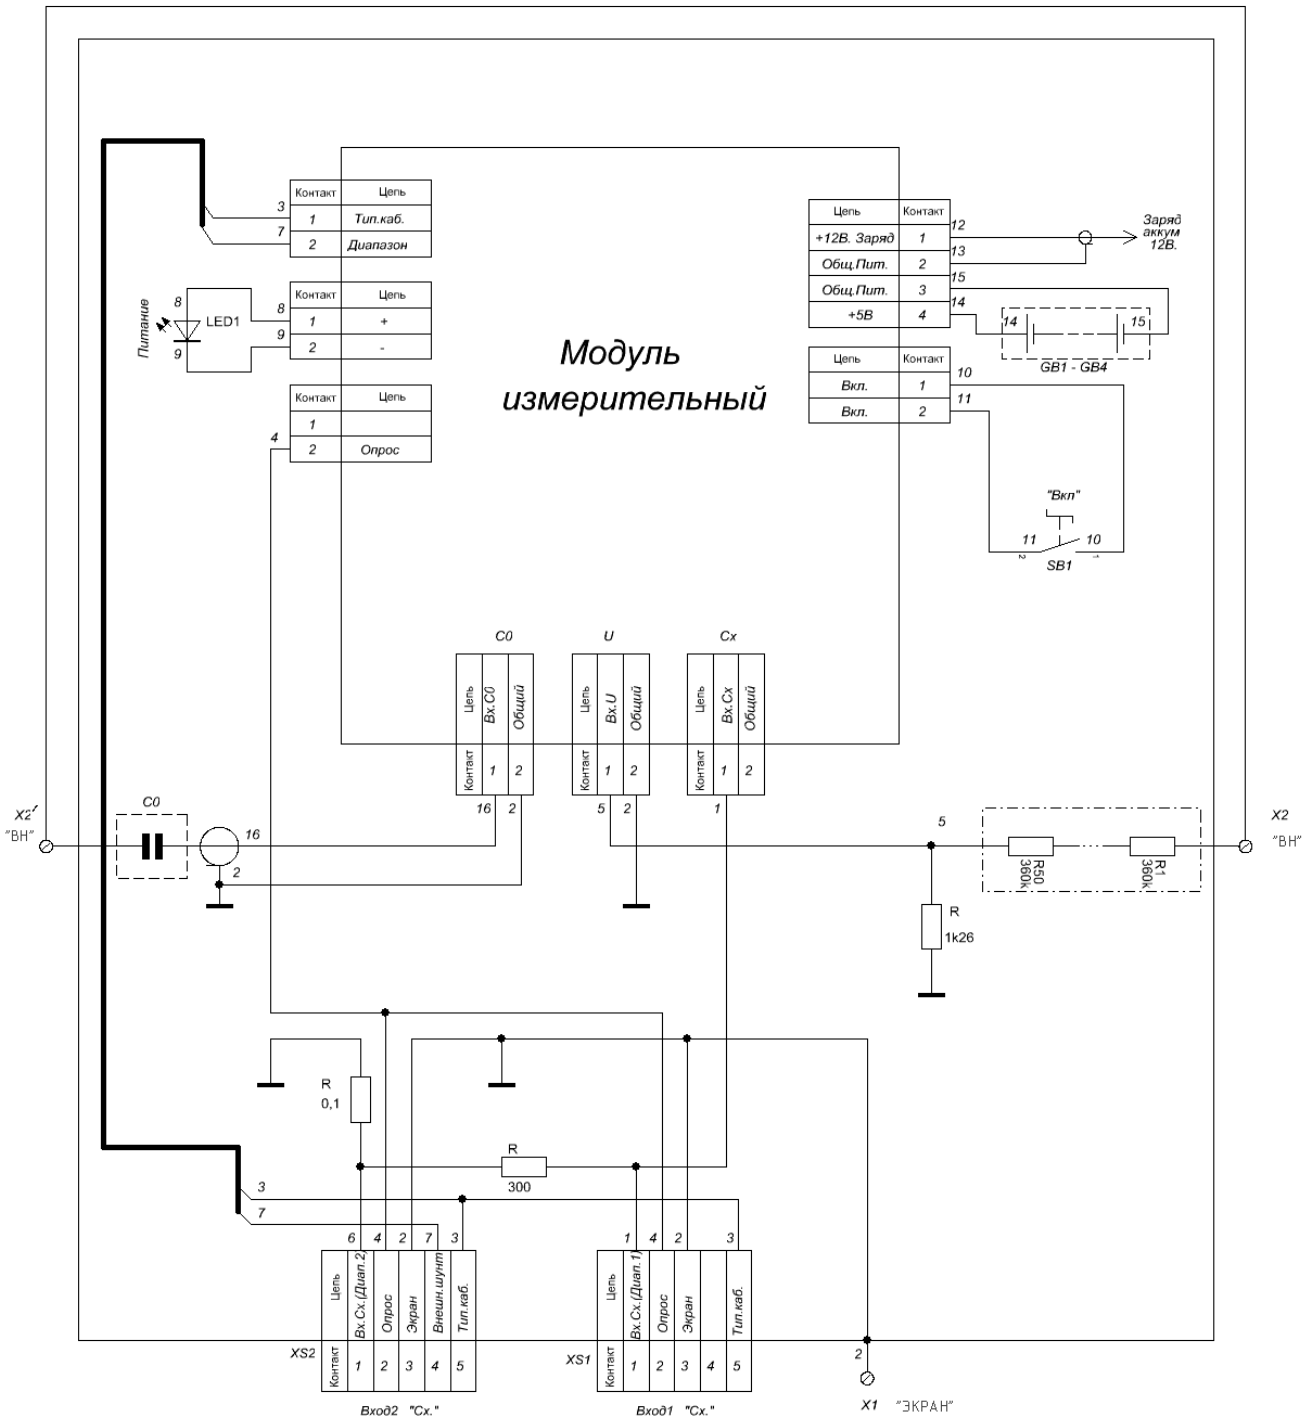 Контакт Цепь
3 1 Тип.каб.
7 2 Диапазон
Цепь Контакт
+12В. Заряд 1 12
Общ.Пит. 2 13
Общ.Пит. 3 15
+5В 4 14
Заряд
аккум
12В.
14 15
GB1 - GB4
Питание
8
LED1
9
Контакт Цепь
8 1 +
9 2 -
Модуль
измерительный
Цепь Контакт
Вкл. 1 10
Вкл. 2 11
Контакт Цепь
1
4 2 Опрос
"Вкл"
11 10
2 1
SB1
C0 U Cx
Цепь Вх.C0 Общий
Контакт 1 2
16 2
Цепь Вх.U Общий
Контакт 1 2
5 2
Цепь Вх.Cx Общий
Контакт 1 2
1
X2′
"ВН"
C0
16
2
5
R50
360k
...
R1
360k
X2
"ВН"
R
1k26
R
0,1
R
300
3
7
6 4 2 7 3
Цепь Вх.Cx.(Диап.2) Опрос Экран Внешн.шунт Тип.каб.
XS2 Контакт 1 2 3 4 5
Вход2 "Cx."
1 4 2 3
Цепь Вх.Cx.(Диап.1) Опрос Экран Тип.каб.
XS1 Контакт 1 2 3 4 5
Вход1 "Cx."
2
X1 "ЭКРАН"